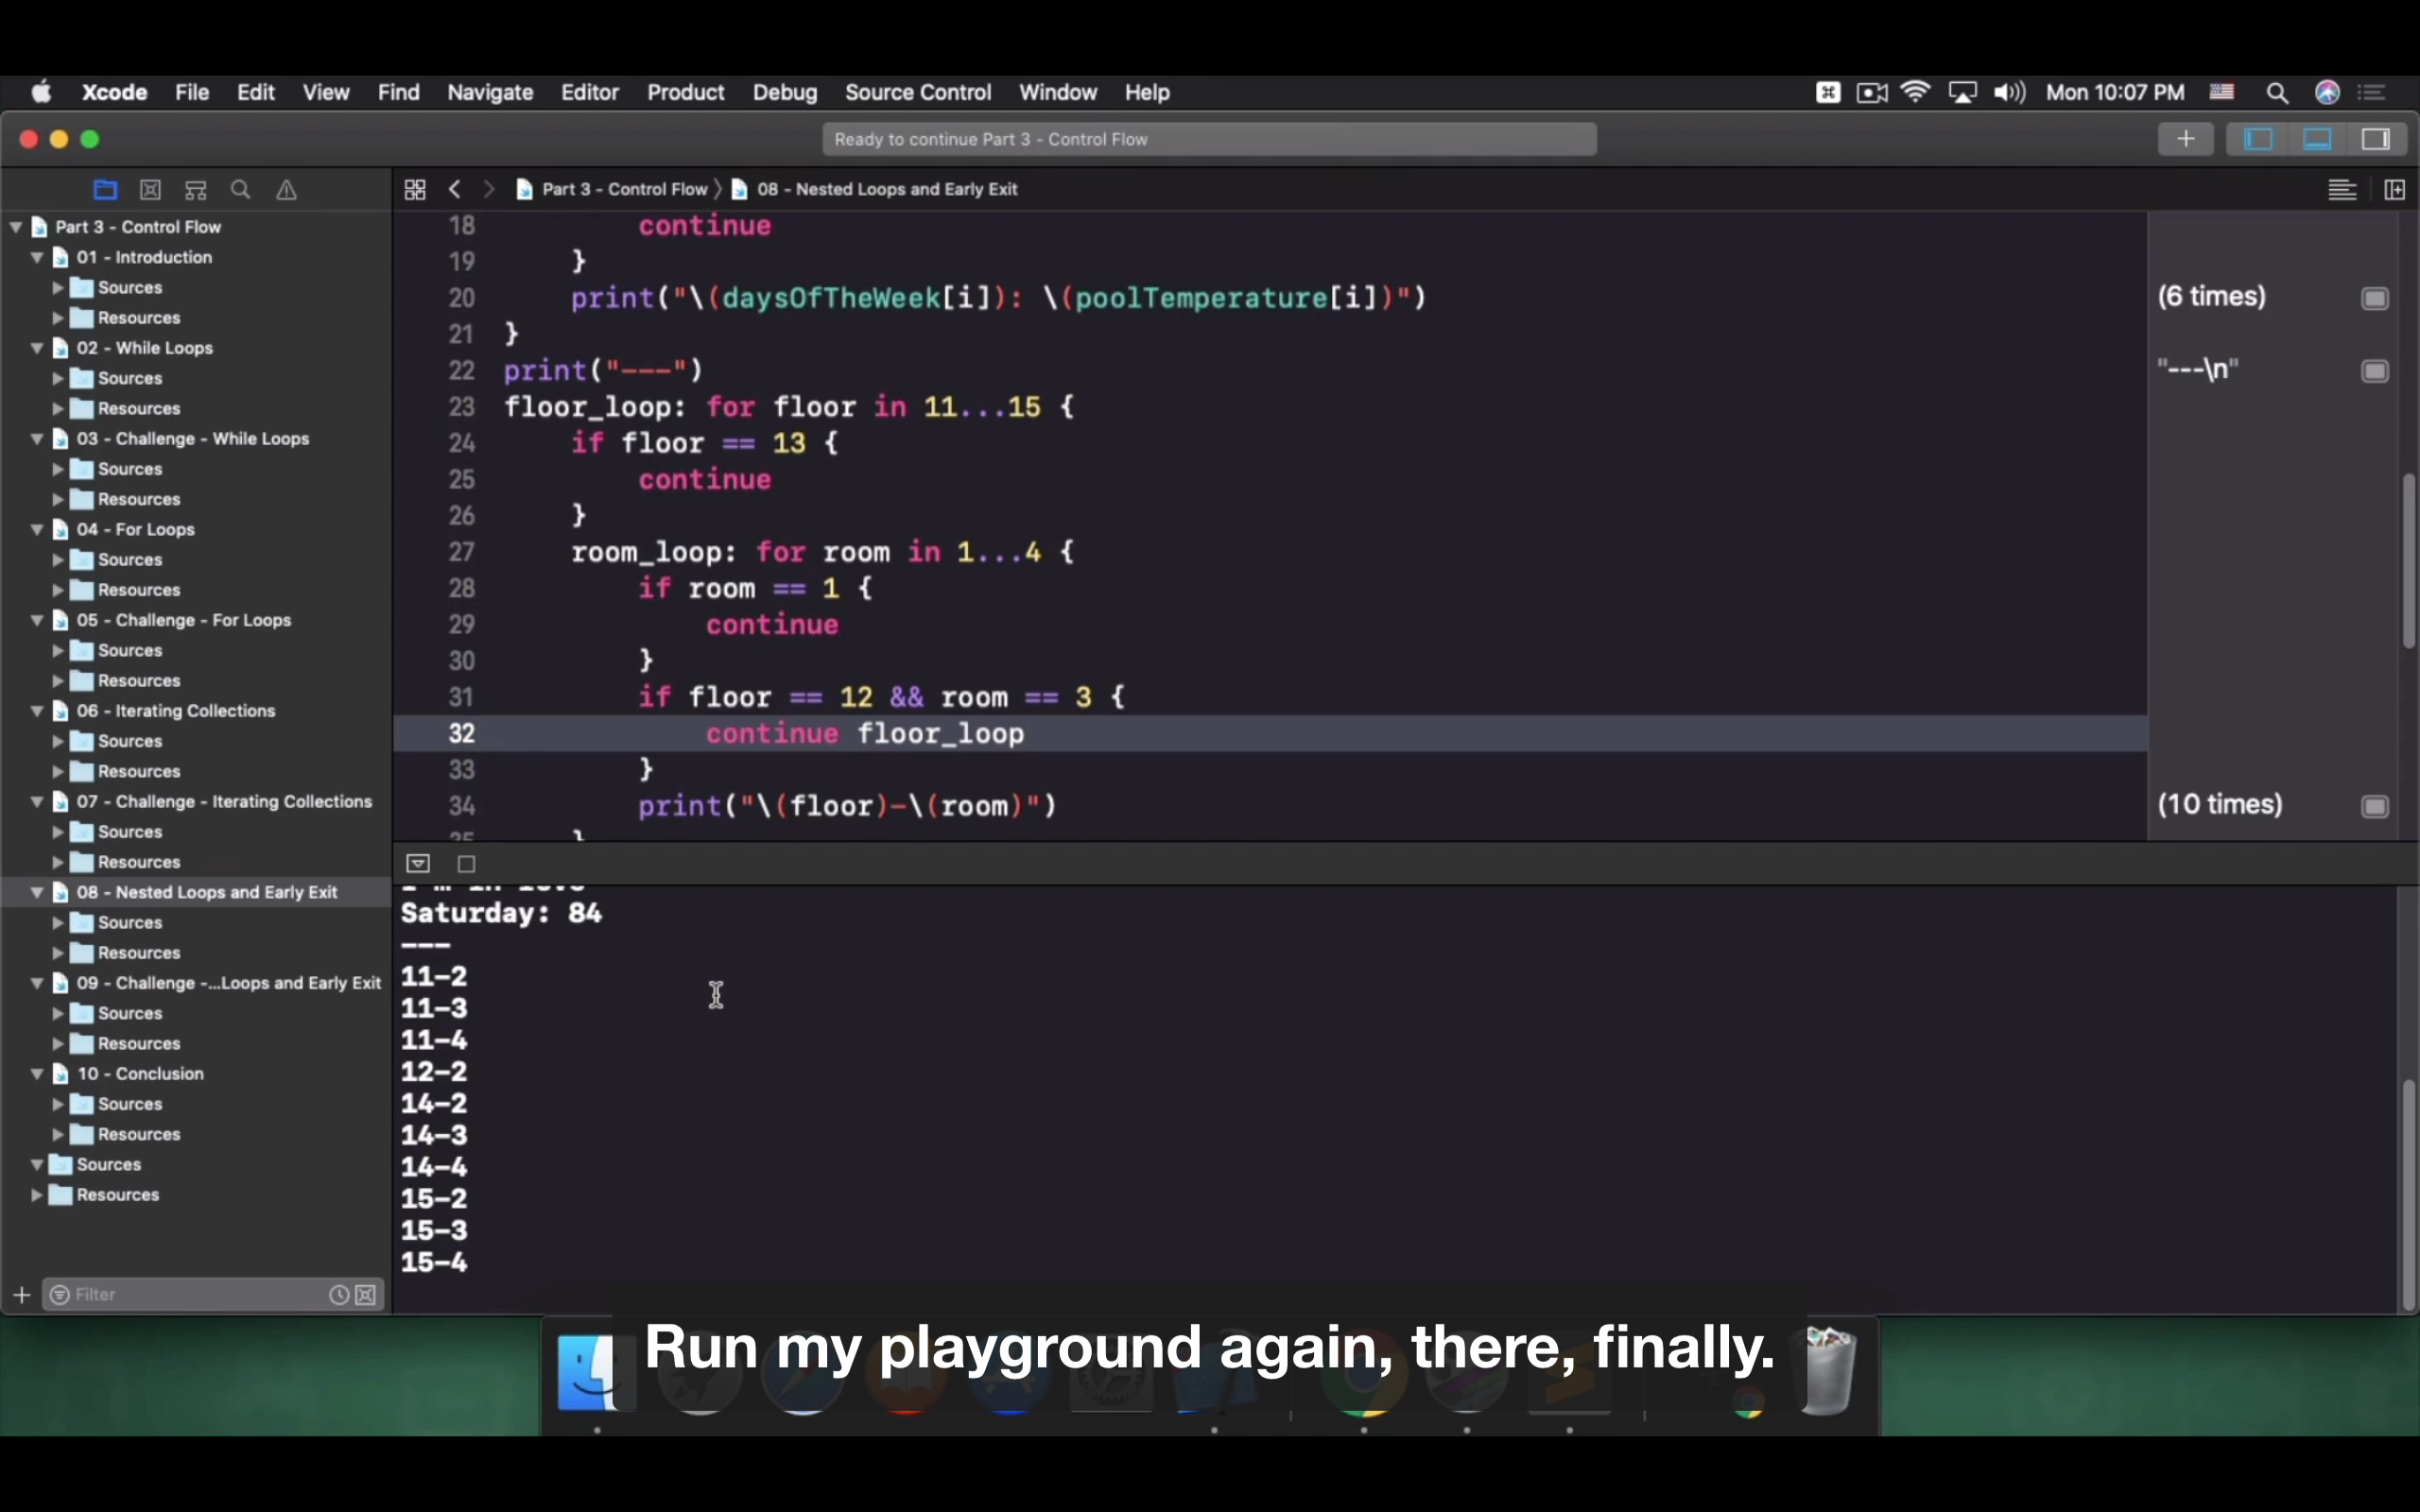 Xcode File Edit View Find Navigate Editor Product Debug Source Control Window Help Mon 10:07 PM
Ready to continue Part 3 - Control Flow
Part 3 - Control Flow 08 - Nested Loops and Early Exit
Part 3 - Control Flow
01 - Introduction
Sources
Resources
02 - While Loops
Sources
Resources
03 - Challenge - While Loops
Sources
Resources
04 - For Loops
Sources
Resources
05 - Challenge - For Loops
Sources
Resources
06 - Iterating Collections
Sources
Resources
07 - Challenge - Iterating Collections
Sources
Resources
08 - Nested Loops and Early Exit
Sources
Resources
09 - Challenge -...Loops and Early Exit
Sources
Resources
10 - Conclusion
Sources
Resources
Sources
Resources
Filter
18 continue
19 }
20 print("\(daysOfTheWeek[i]): \(poolTemperature[i])")
21 }
22 print("---")
23 floor_loop: for floor in 11...15 {
24 if floor == 13 {
25 continue
26 }
27 room_loop: for room in 1...4 {
28 if room == 1 {
29 continue
30 }
31 if floor == 12 && room == 3 {
32 continue floor_loop
33 }
34 print("\(floor)-\(room)")
(6 times)
"---\n"
(10 times)
Saturday: 84
---
11-2
11-3
11-4
12-2
14-2
14-3
14-4
15-2
15-3
15-4
Run my playground again, there, finally.